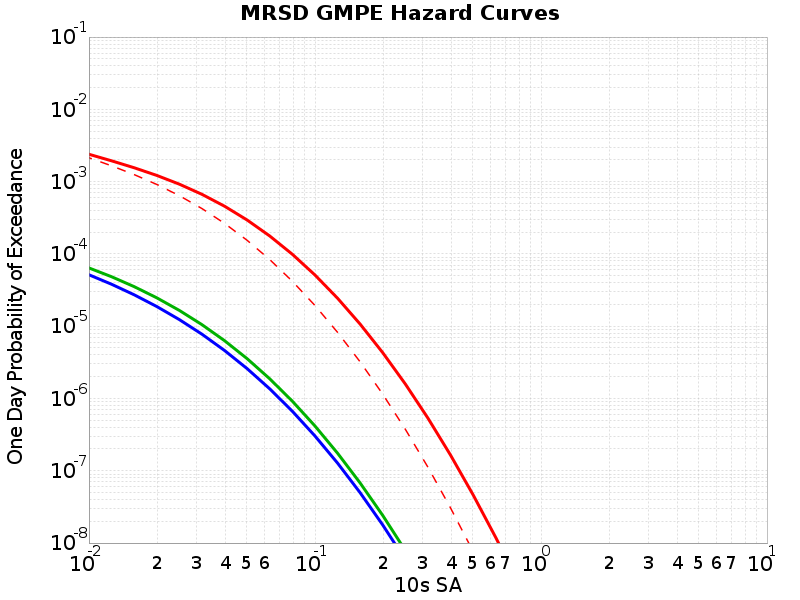 MRSD GMPE Hazard Curves
One Day Probability of Exceedance
10-1
10-2
10-3
10-4
10-5
10-6
10-7
10-8
10-2 2 3 4 5 6 10-1 2 3 4 5 6 7 100 2 3 4 5 6 7 101
10s SA